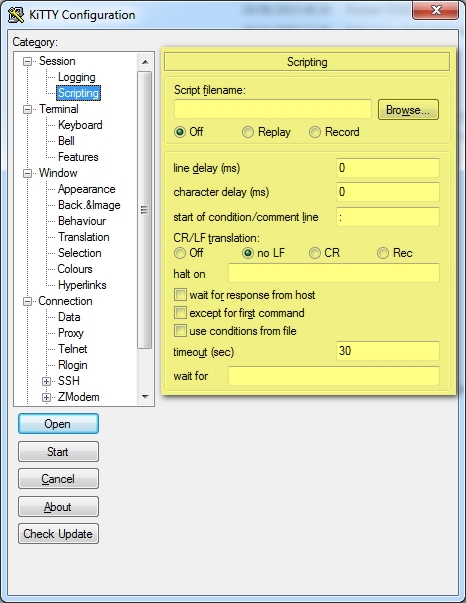 KiTTY Configuration
Category:
Session
Logging
Scripting
Terminal
Keyboard
Bell
Features
Window
Appearance
Back.&Image
Behaviour
Translation
Selection
Colours
Hyperlinks
Connection
Data
Proxy
Telnet
Rlogin
SSH
ZModem
Scripting
Script filename:
Browse...
Off Replay Record
line delay (ms) 0
character delay (ms) 0
start of condition/comment line :
CR/LF translation:
Off no LF CR Rec
halt on
wait for response from host
except for first command
use conditions from file
timeout (sec) 30
wait for
Open
Start
Cancel
About
Check Update